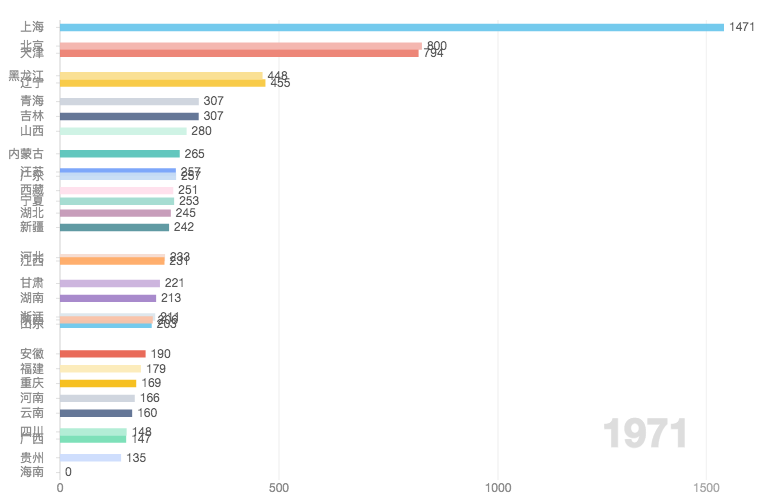 上海 1471
北京 800
天津 794
黑龙江 448
辽宁 455
青海 307
吉林 307
山西 280
内蒙古 265
江苏 257
广东 257
西藏 251
宁夏 253
湖北 245
新疆 242
河北 233
江西 231
甘肃 221
湖南 213
浙江 211
山东 203
安徽 190
福建 179
重庆 169
河南 166
云南 160
四川 148
广西 147
贵州 135
海南 0
1971
0 500 1000 1500